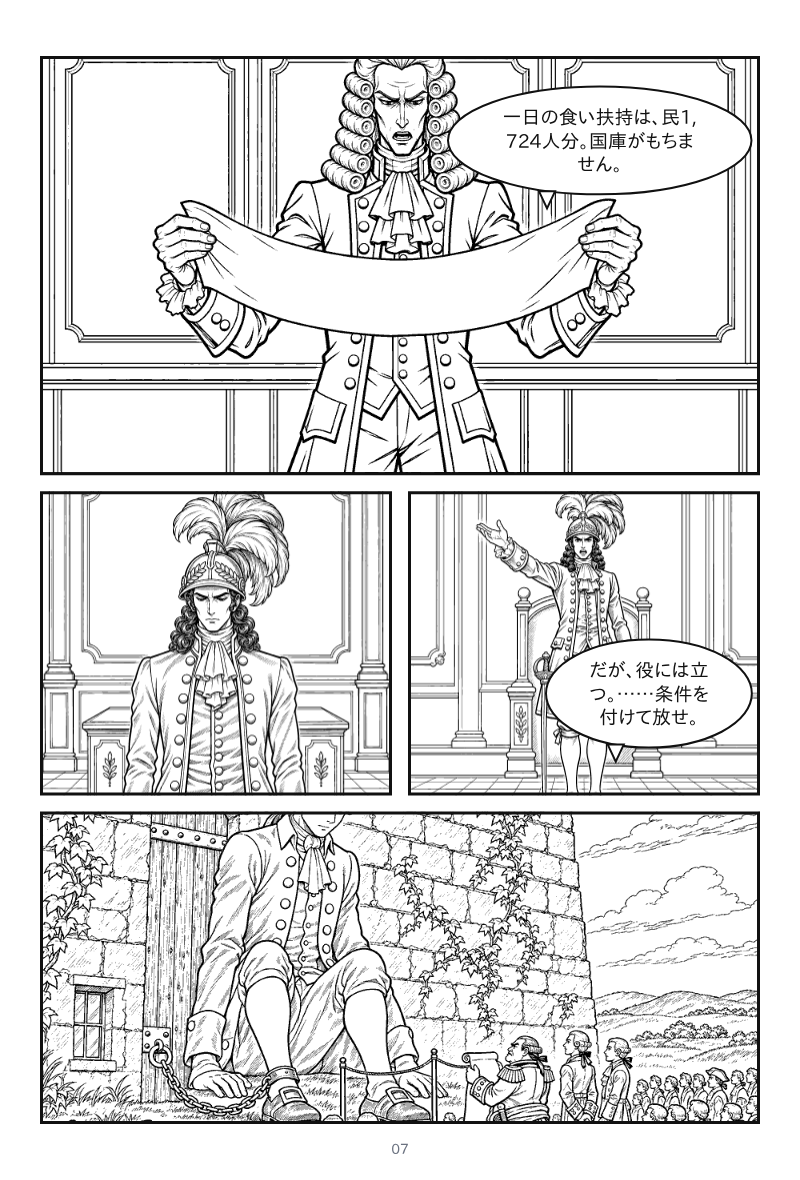 一日の食い扶持は、民1,
724人分。国庫がもちま
せん。
だが、役には立
つ。……条件を
付けて放せ。
07